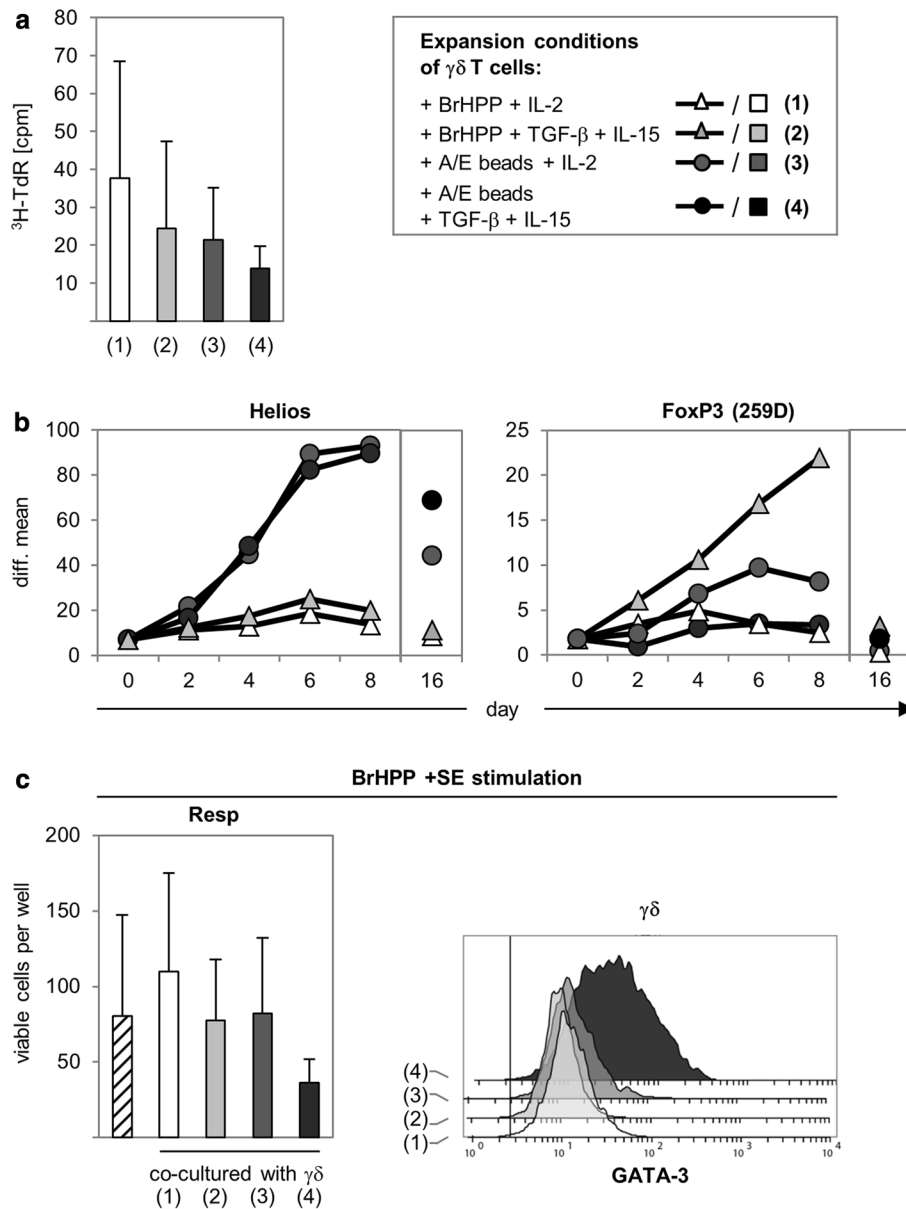 a
80
70
60
50
40
30
20
10
³H-TdR [cpm]
(1) (2) (3) (4)
Expansion conditions
of γδ T cells:
+ BrHPP + IL-2 / (1)
+ BrHPP + TGF-β + IL-15 / (2)
+ A/E beads + IL-2 / (3)
+ A/E beads
+ TGF-β + IL-15 / (4)
b
Helios
100
80
60
40
20
0
diff. mean
0 2 4 6 8 16
FoxP3 (259D)
25
20
15
10
5
0
0 2 4 6 8 16
day
c
BrHPP +SE stimulation
Resp
200
150
100
50
viable cells per well
co-cultured with γδ
(1) (2) (3) (4)
γδ
(4)
(3)
(2)
(1)
10⁰ 10¹ 10² 10³ 10⁴
GATA-3